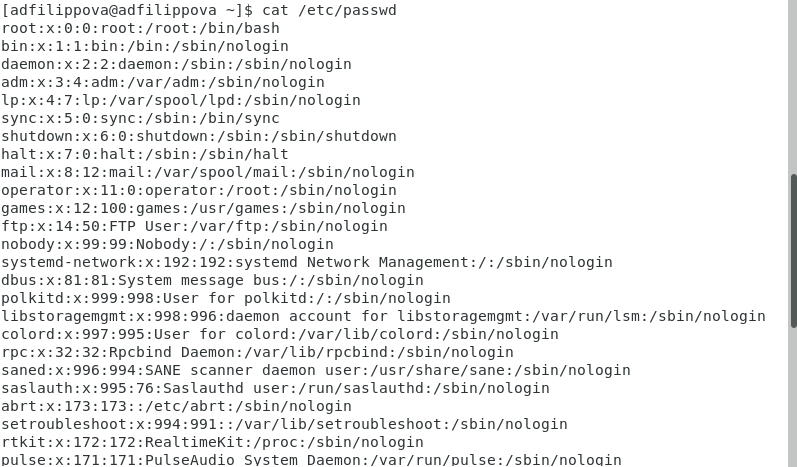 [adfilippova@adfilippova ~]$ cat /etc/passwd
root:x:0:0:root:/root:/bin/bash
bin:x:1:1:bin:/bin:/sbin/nologin
daemon:x:2:2:daemon:/sbin:/sbin/nologin
adm:x:3:4:adm:/var/adm:/sbin/nologin
lp:x:4:7:lp:/var/spool/lpd:/sbin/nologin
sync:x:5:0:sync:/sbin:/bin/sync
shutdown:x:6:0:shutdown:/sbin:/sbin/shutdown
halt:x:7:0:halt:/sbin:/sbin/halt
mail:x:8:12:mail:/var/spool/mail:/sbin/nologin
operator:x:11:0:operator:/root:/sbin/nologin
games:x:12:100:games:/usr/games:/sbin/nologin
ftp:x:14:50:FTP User:/var/ftp:/sbin/nologin
nobody:x:99:99:Nobody:/:/sbin/nologin
systemd-network:x:192:192:systemd Network Management:/:/sbin/nologin
dbus:x:81:81:System message bus:/:/sbin/nologin
polkitd:x:999:998:User for polkitd:/:/sbin/nologin
libstoragemgmt:x:998:996:daemon account for libstoragemgmt:/var/run/lsm:/sbin/nologin
colord:x:997:995:User for colord:/var/lib/colord:/sbin/nologin
rpc:x:32:32:Rpcbind Daemon:/var/lib/rpcbind:/sbin/nologin
saned:x:996:994:SANE scanner daemon user:/usr/share/sane:/sbin/nologin
saslauth:x:995:76:Saslauthd user:/run/saslauthd:/sbin/nologin
abrt:x:173:173::/etc/abrt:/sbin/nologin
setroubleshoot:x:994:991::/var/lib/setroubleshoot:/sbin/nologin
rtkit:x:172:172:RealtimeKit:/proc:/sbin/nologin
pulse:x:171:171:PulseAudio System Daemon:/var/run/pulse:/sbin/nologin